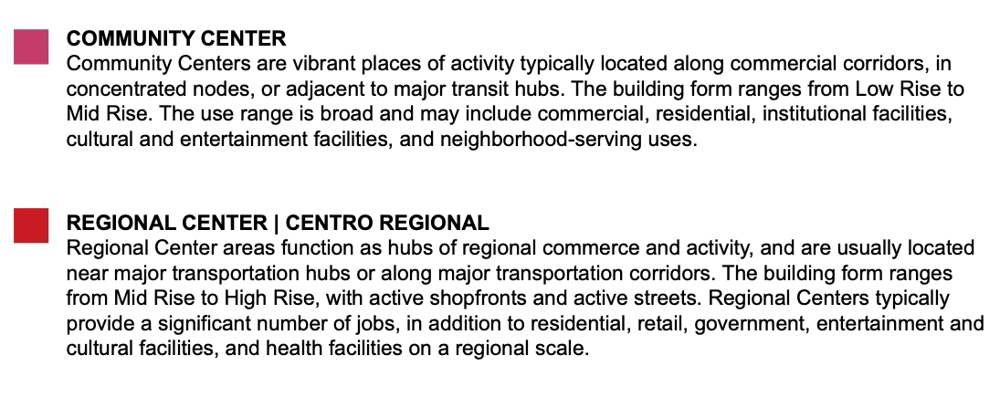 COMMUNITY CENTER
Community Centers are vibrant places of activity typically located along commercial corridors, in
concentrated nodes, or adjacent to major transit hubs. The building form ranges from Low Rise to
Mid Rise. The use range is broad and may include commercial, residential, institutional facilities,
cultural and entertainment facilities, and neighborhood-serving uses.
REGIONAL CENTER | CENTRO REGIONAL
Regional Center areas function as hubs of regional commerce and activity, and are usually located
near major transportation hubs or along major transportation corridors. The building form ranges
from Mid Rise to High Rise, with active shopfronts and active streets. Regional Centers typically
provide a significant number of jobs, in addition to residential, retail, government, entertainment and
cultural facilities, and health facilities on a regional scale.